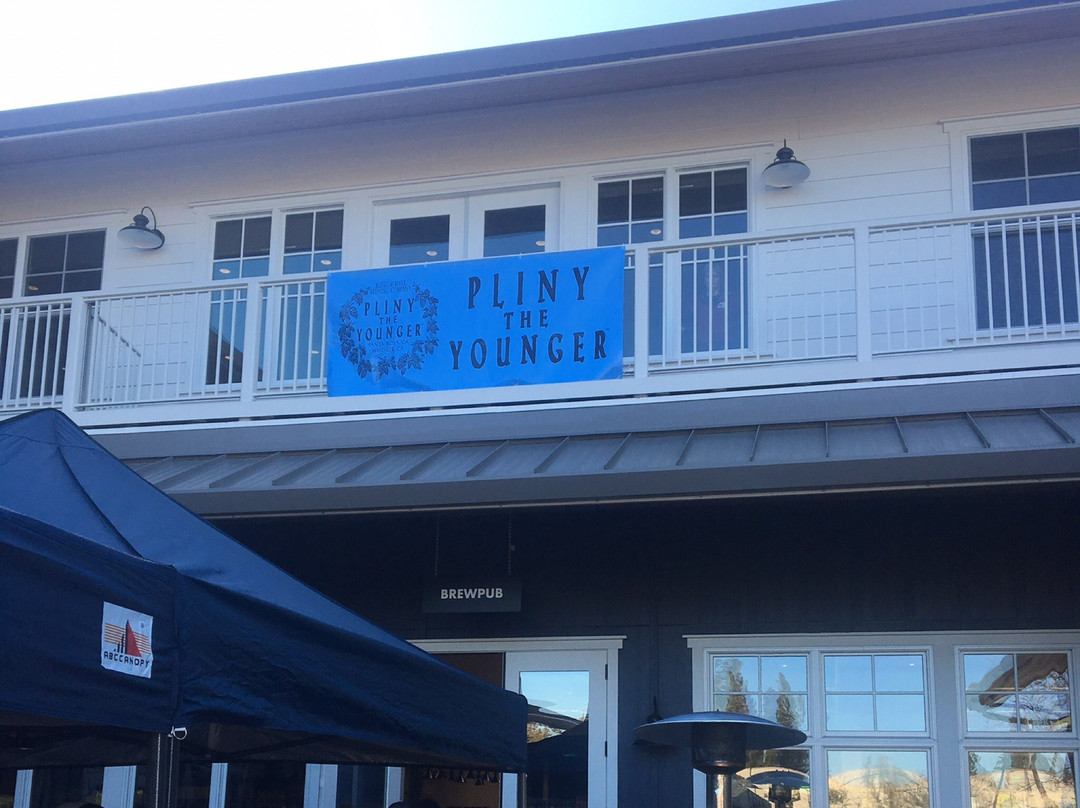 PLINY
THE
YOUNGER
PLINY
THE
YOUNGER
BREWPUB
ABCCANOPY